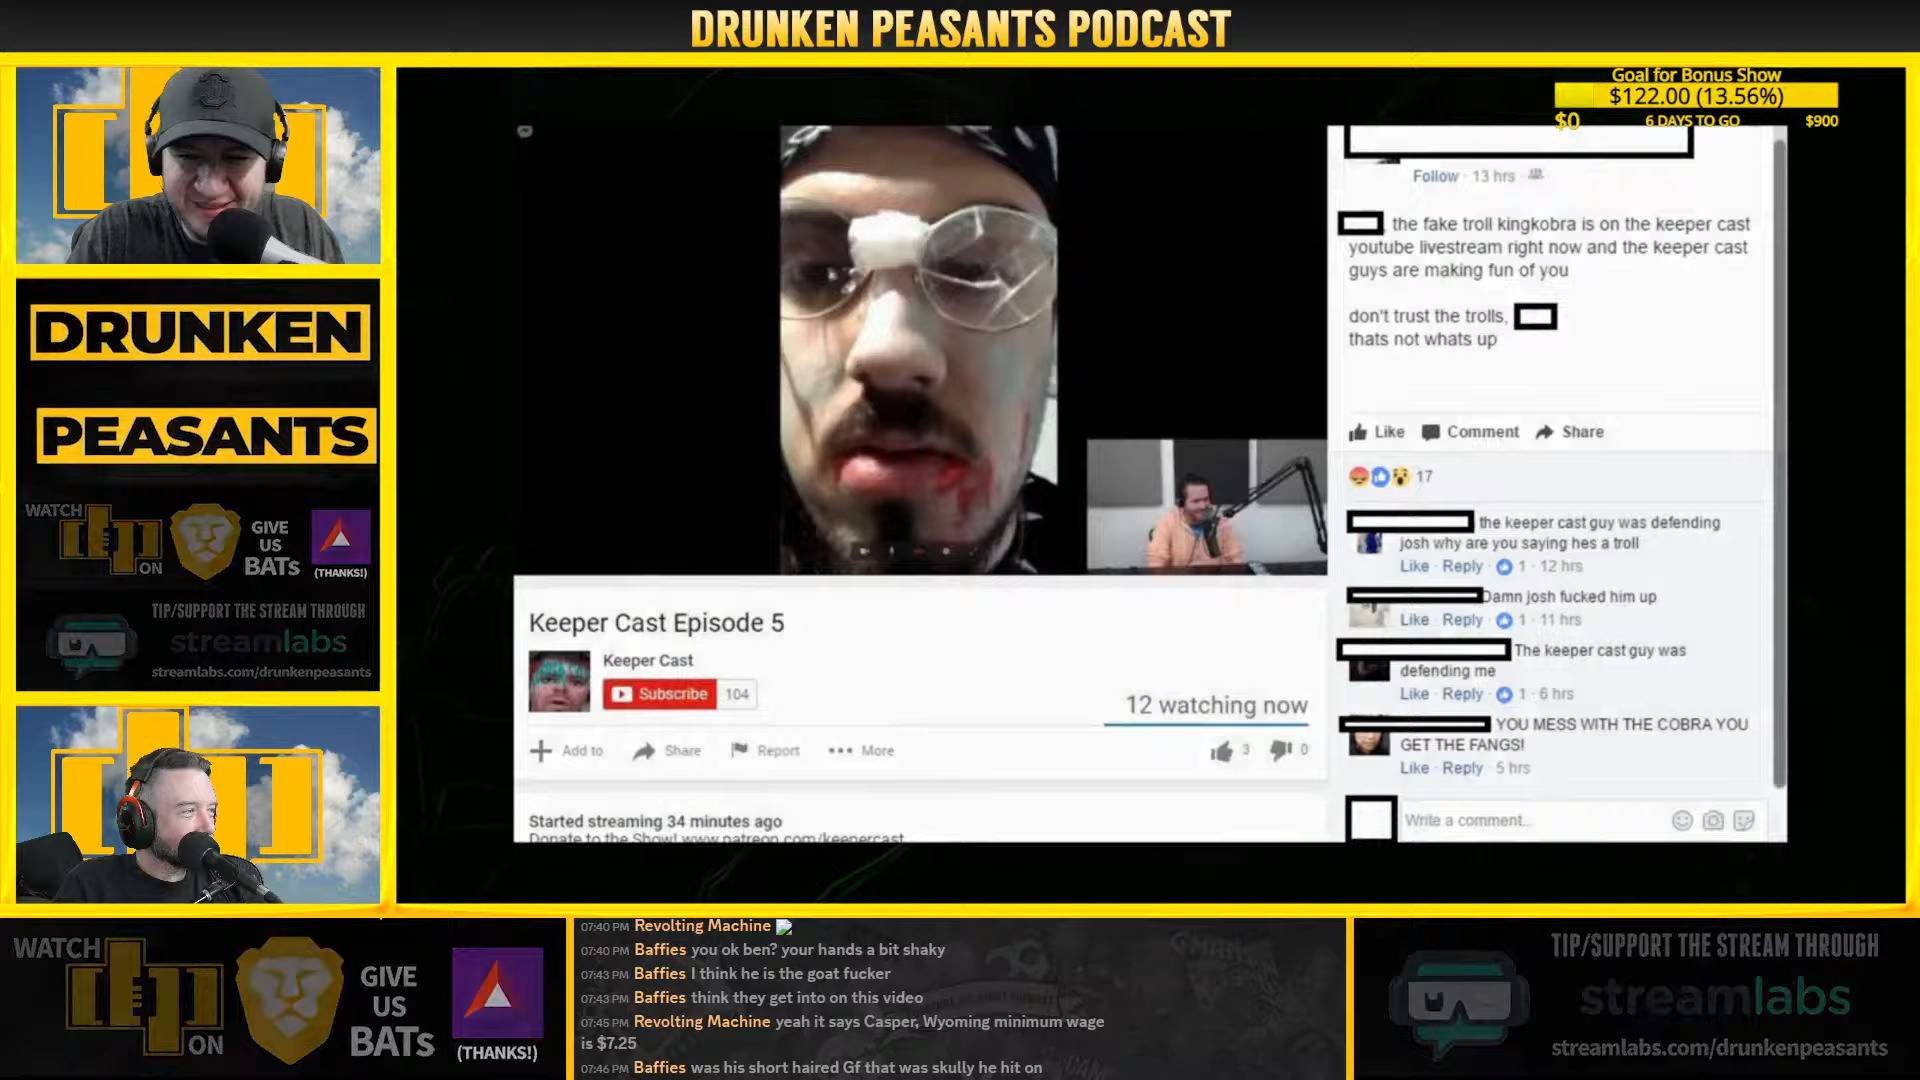 DRUNKEN PEASANTS PODCAST
Goal for Bonus Show
$122.00 (13.56%)
$0 6 DAYS TO GO $900
DRUNKEN
PEASANTS
WATCH
ON
GIVE
US
BATs
(THANKS!)
TIP/SUPPORT THE STREAM THROUGH
streamlabs
streamlabs.com/drunkenpeasants
Follow · 13 hrs
the fake troll kingkobra is on the keeper cast
youtube livestream right now and the keeper cast
guys are making fun of you
don't trust the trolls,
thats not whats up
Like Comment Share
17
the keeper cast guy was defending
josh why are you saying hes a troll
Like · Reply · 1 · 12 hrs
Damn josh fucked him up
Like · Reply · 1 · 11 hrs
The keeper cast guy was
defending me
Like · Reply · 1 · 6 hrs
YOU MESS WITH THE COBRA YOU
GET THE FANGS!
Like · Reply · 5 hrs
Write a comment...
Keeper Cast Episode 5
Keeper Cast
Subscribe 104
12 watching now
Add to Share Report More
3 0
Started streaming 34 minutes ago
Donate to the Show! www.patreon.com/keepercast
WATCH
ON
GIVE
US
BATs
(THANKS!)
07:40 PM Revolting Machine
07:40 PM Baffies you ok ben? your hands a bit shaky
07:43 PM Baffies I think he is the goat fucker
07:43 PM Baffies think they get into on this video
07:45 PM Revolting Machine yeah it says Casper, Wyoming minimum wage
is $7.25
07:46 PM Baffies was his short haired Gf that was skully he hit on
TIP/SUPPORT THE STREAM THROUGH
streamlabs
streamlabs.com/drunkenpeasants